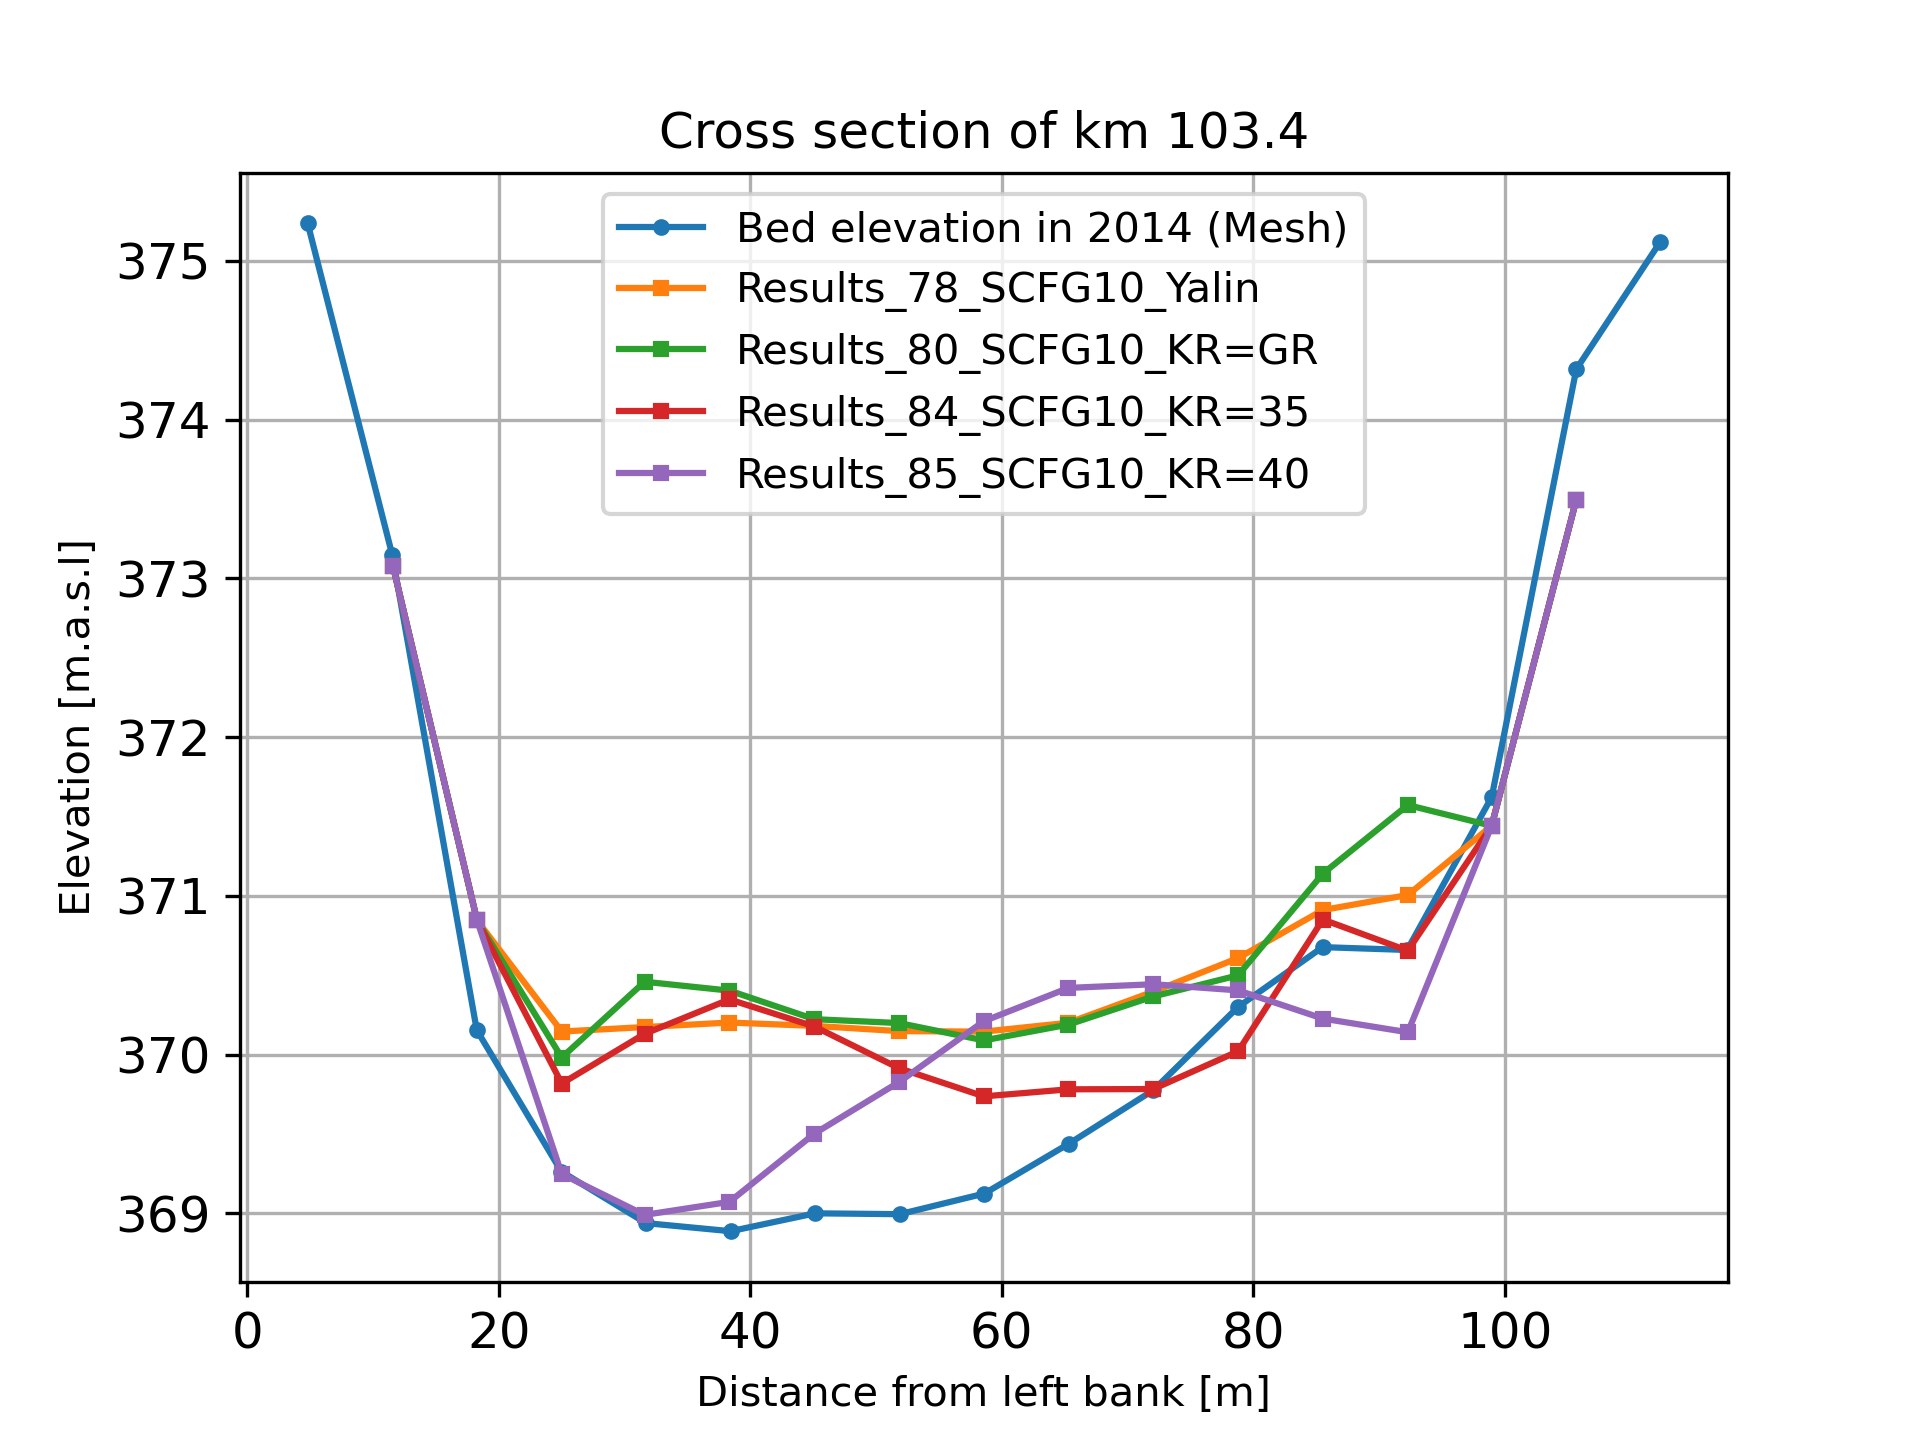 Cross section of km 103.4
Bed elevation in 2014 (Mesh)
Results_78_SCFG10_Yalin
Results_80_SCFG10_KR=GR
Results_84_SCFG10_KR=35
Results_85_SCFG10_KR=40
Elevation [m.a.s.l]
375
374
373
372
371
370
369
0 20 40 60 80 100
Distance from left bank [m]